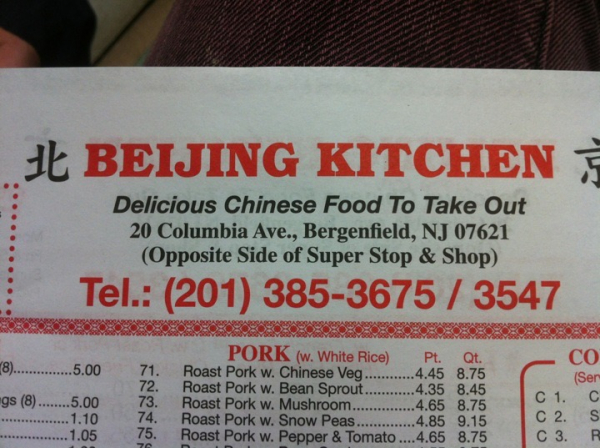 北 BEIJING KITCHEN 京
Delicious Chinese Food To Take Out
20 Columbia Ave., Bergenfield, NJ 07621
(Opposite Side of Super Stop & Shop)
Tel.: (201) 385-3675 / 3547
(8)..............5.00
gs (8)......5.00
..............1.10
..............1.05
PORK (w. White Rice) Pt. Qt.
71. Roast Pork w. Chinese Veg...........4.45 8.75
72. Roast Pork w. Bean Sprout..........4.35 8.45
73. Roast Pork w. Mushroom.............4.65 8.75
74. Roast Pork w. Snow Peas............4.85 9.15
75. Roast Pork w. Pepper & Tomato....4.65 8.75
CO
(Ser
C 1. C
C 2. S
C 3. R